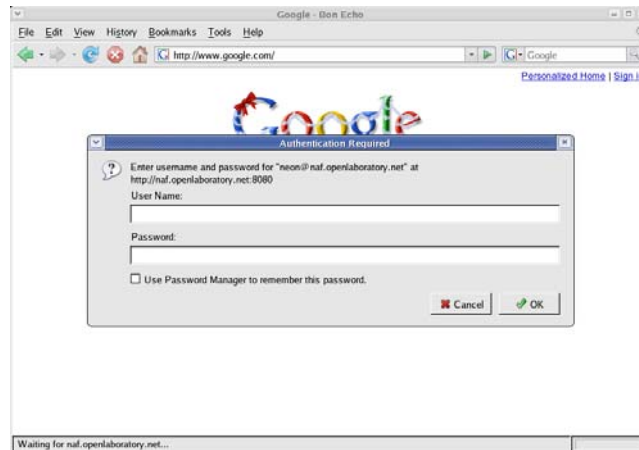 Google - Bon Echo
File Edit View History Bookmarks Tools Help
http://www.google.com/
Google
Personalized Home | Sign i
Google
Authentication Required
Enter username and password for "neon@naf.openlaboratory.net" at
http://naf.openlaboratory.net:8080
User Name:
Password:
Use Password Manager to remember this password.
Cancel OK
Waiting for naf.openlaboratory.net...